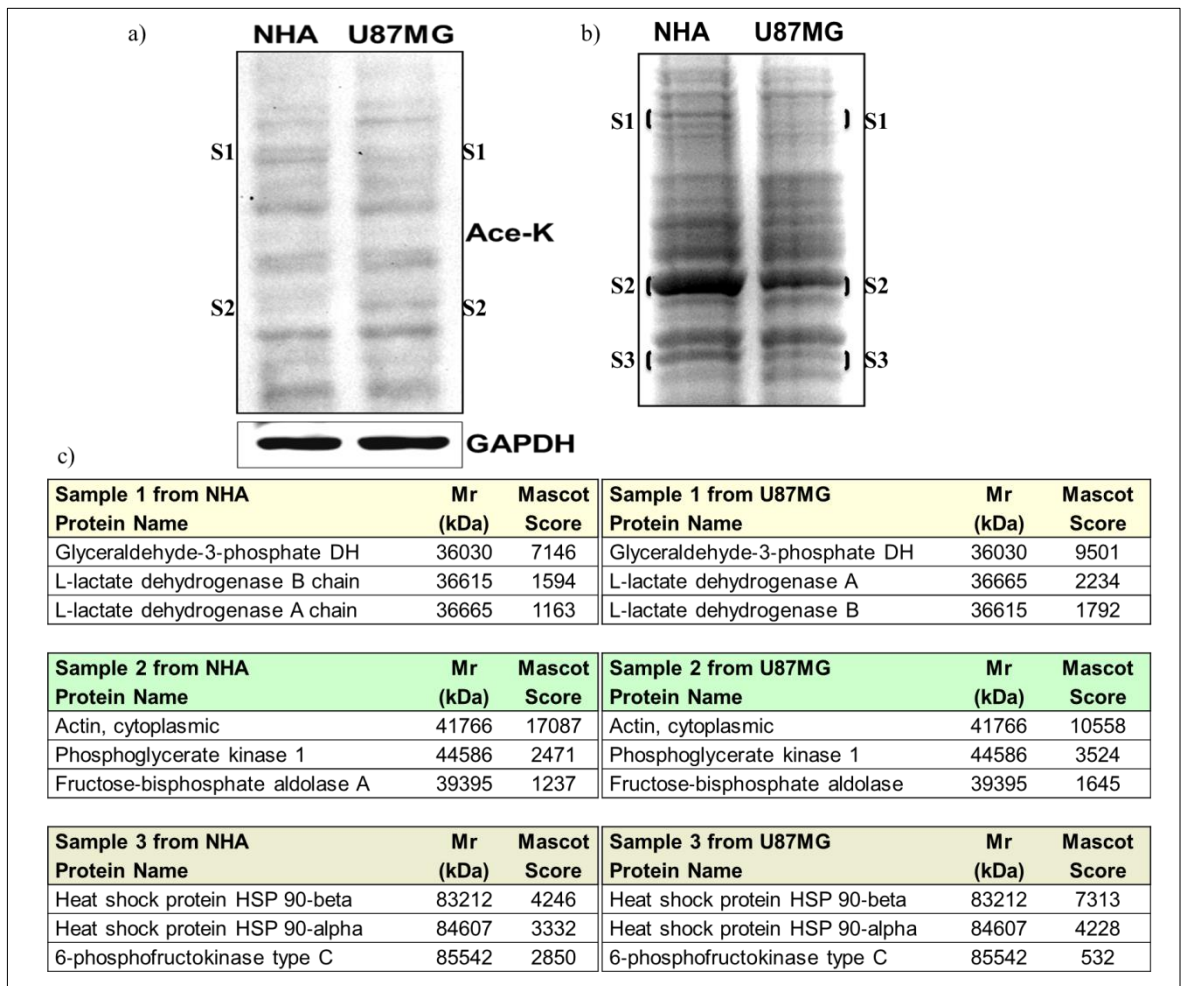 a)
NHA U87MG
S1 S1
Ace-K
S2 S2
GAPDH
b)
NHA U87MG
S1 S1
S2 S2
S3 S3
c)
Sample 1 from NHA Mr Mascot
Protein Name (kDa) Score
Glyceraldehyde-3-phosphate DH 36030 7146
L-lactate dehydrogenase B chain 36615 1594
L-lactate dehydrogenase A chain 36665 1163
Sample 1 from U87MG Mr Mascot
Protein Name (kDa) Score
Glyceraldehyde-3-phosphate DH 36030 9501
L-lactate dehydrogenase A 36665 2234
L-lactate dehydrogenase B 36615 1792
Sample 2 from NHA Mr Mascot
Protein Name (kDa) Score
Actin, cytoplasmic 41766 17087
Phosphoglycerate kinase 1 44586 2471
Fructose-bisphosphate aldolase A 39395 1237
Sample 2 from U87MG Mr Mascot
Protein Name (kDa) Score
Actin, cytoplasmic 41766 10558
Phosphoglycerate kinase 1 44586 3524
Fructose-bisphosphate aldolase 39395 1645
Sample 3 from NHA Mr Mascot
Protein Name (kDa) Score
Heat shock protein HSP 90-beta 83212 4246
Heat shock protein HSP 90-alpha 84607 3332
6-phosphofructokinase type C 85542 2850
Sample 3 from U87MG Mr Mascot
Protein Name (kDa) Score
Heat shock protein HSP 90-beta 83212 7313
Heat shock protein HSP 90-alpha 84607 4228
6-phosphofructokinase type C 85542 532